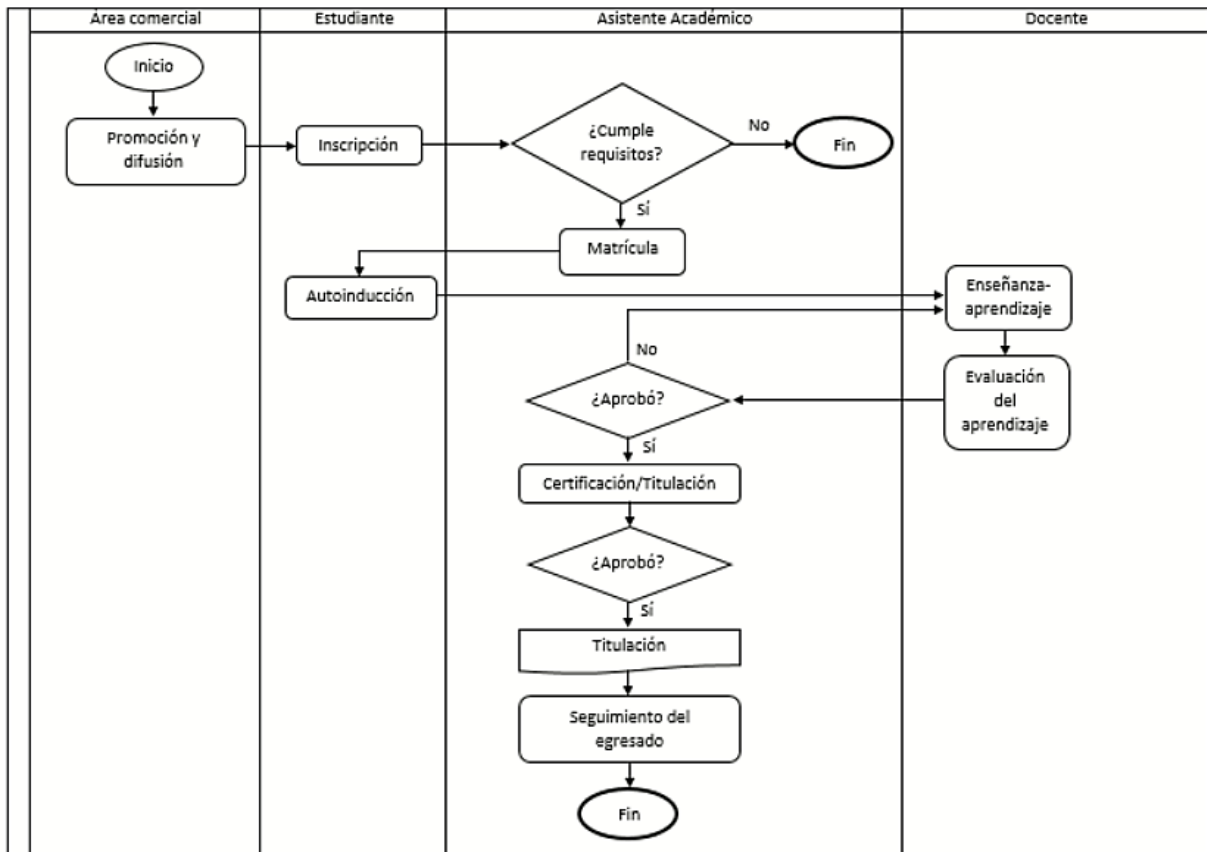 Área comercial
Estudiante
Asistente Académico
Docente
Inicio
Promoción y
difusión
Inscripción
¿Cumple
requisitos?
No
Fin
Sí
Matrícula
Autoinducción
Enseñanza-
aprendizaje
No
¿Aprobó?
Evaluación
del
aprendizaje
Sí
Certificación/Titulación
¿Aprobó?
Sí
Titulación
Seguimiento del
egresado
Fin